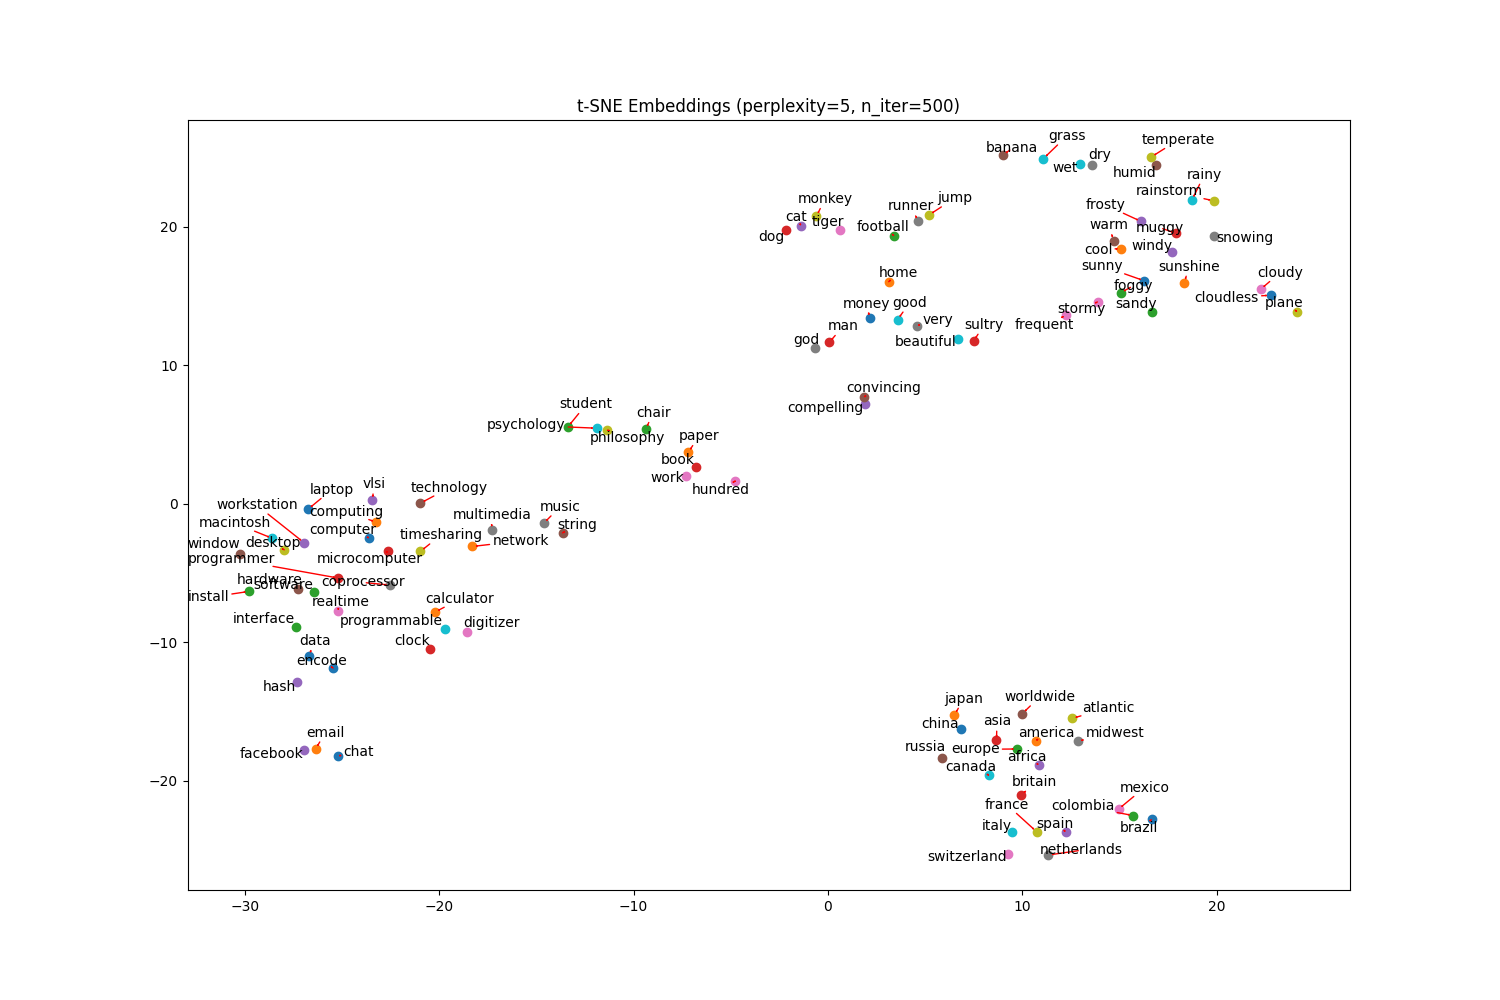 t-SNE Embeddings (perplexity=5, n_iter=500)
grass
temperate
banana
dry
wet
humid
rainy
rainstorm
monkey
jump
runner
frosty
cat
tiger
football
warm
muggy
dog
snowing
cool
windy
sunny
sunshine
home
cloudy
foggy
cloudless
money
good
stormy
sandy
plane
very
man
sultry
frequent
god
beautiful
convincing
compelling
student
chair
psychology
philosophy
paper
book
work
hundred
laptop
vlsi
technology
workstation
computing
multimedia
music
macintosh
computer
string
window
desktop
timesharing
network
programmer
microcomputer
hardware
software
coprocessor
install
realtime
calculator
interface
programmable
digitizer
data
clock
encode
hash
email
facebook
chat
japan
worldwide
atlantic
china
asia
america
midwest
russia
europe
africa
canada
britain
mexico
france
colombia
italy
spain
brazil
switzerland
netherlands
20
10
0
−10
−20
−30
−20
−10
0
10
20